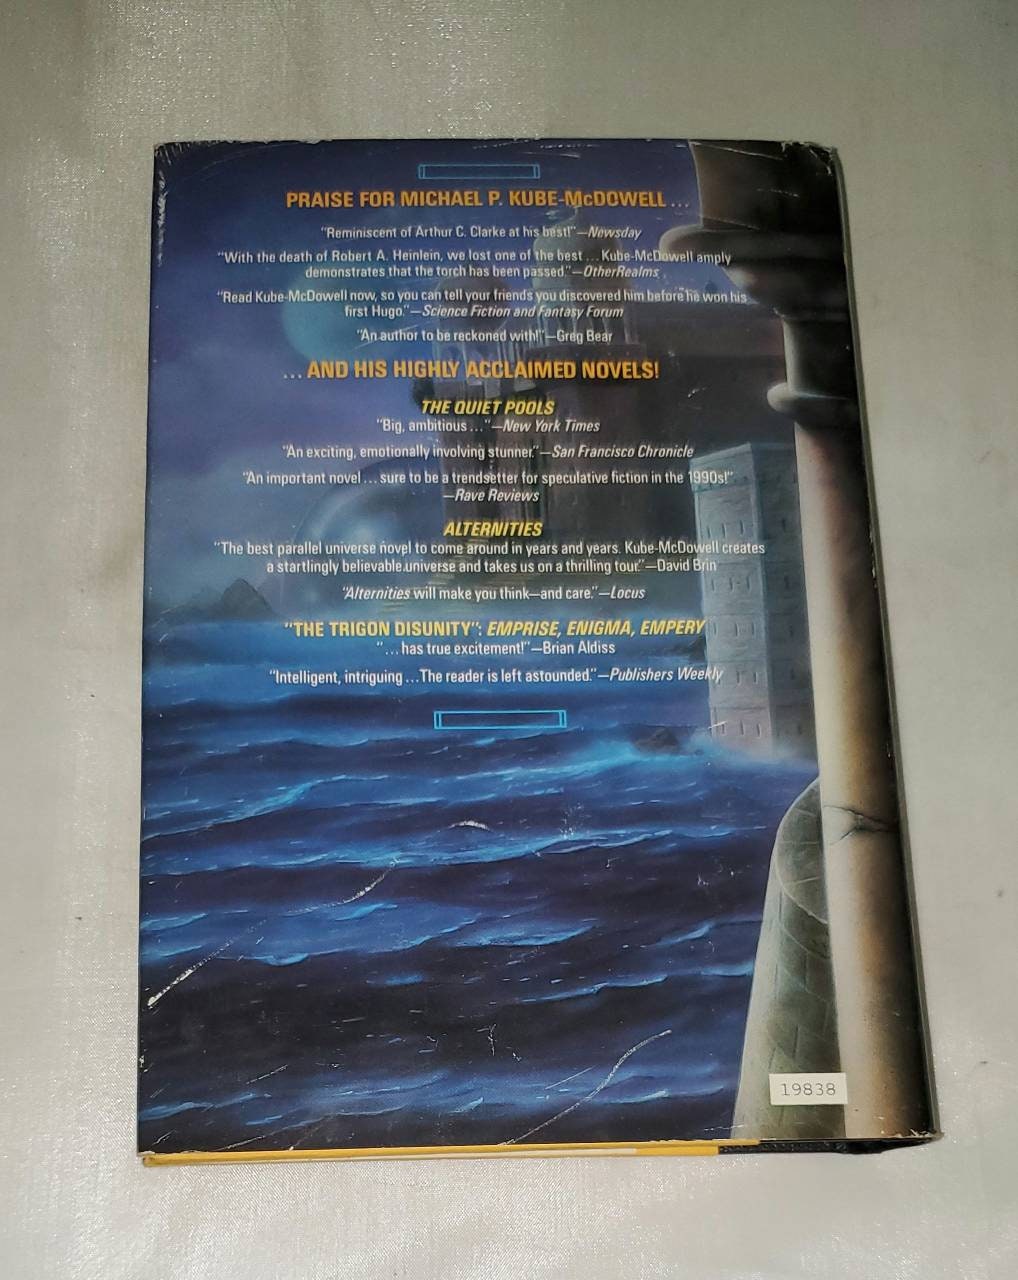 PRAISE FOR MICHAEL P. KUBE-McDOWELL ...
"Reminiscent of Arthur C. Clarke at his best!"—Newsday
"With the death of Robert A. Heinlein, we lost one of the best ... Kube-McDowell amply
demonstrates that the torch has been passed."—OtherRealms
"Read Kube-McDowell now, so you can tell your friends you discovered him before he won his
first Hugo."—Science Fiction and Fantasy Forum
"An author to be reckoned with!"—Greg Bear
... AND HIS HIGHLY ACCLAIMED NOVELS!
THE QUIET POOLS
"Big, ambitious ..."—New York Times
"An exciting, emotionally involving stunner."—San Francisco Chronicle
"An important novel ... sure to be a trendsetter for speculative fiction in the 1990s!"
—Rave Reviews
ALTERNITIES
"The best parallel universe novel to come around in years and years. Kube-McDowell creates
a startlingly believable universe and takes us on a thrilling tour."—David Brin
"Alternities will make you think—and care."—Locus
"THE TRIGON DISUNITY": EMPRISE, ENIGMA, EMPERY
"... has true excitement!"—Brian Aldiss
"Intelligent, intriguing ... The reader is left astounded."—Publishers Weekly
19838